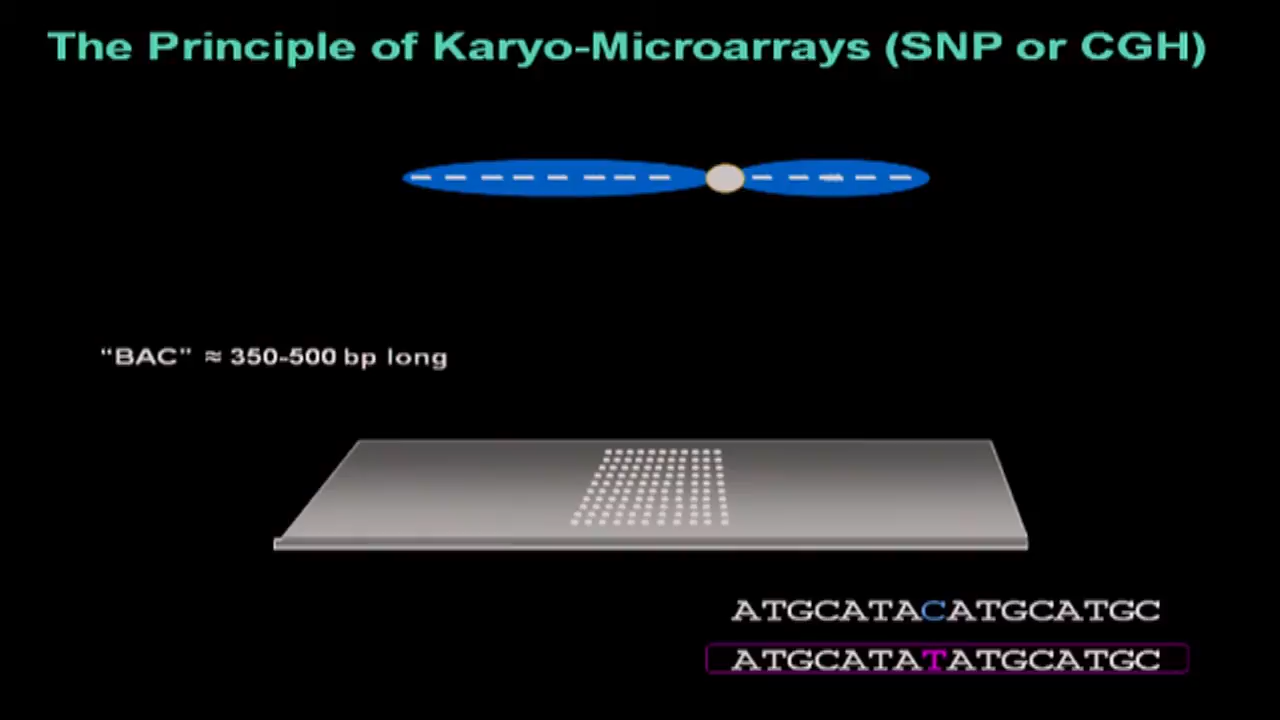 The Principle of Karyo-Microarrays (SNP or CGH)
“BAC” ≈ 350-500 bp long
ATGCATACATGCATGC
ATGCATATATGCATGC